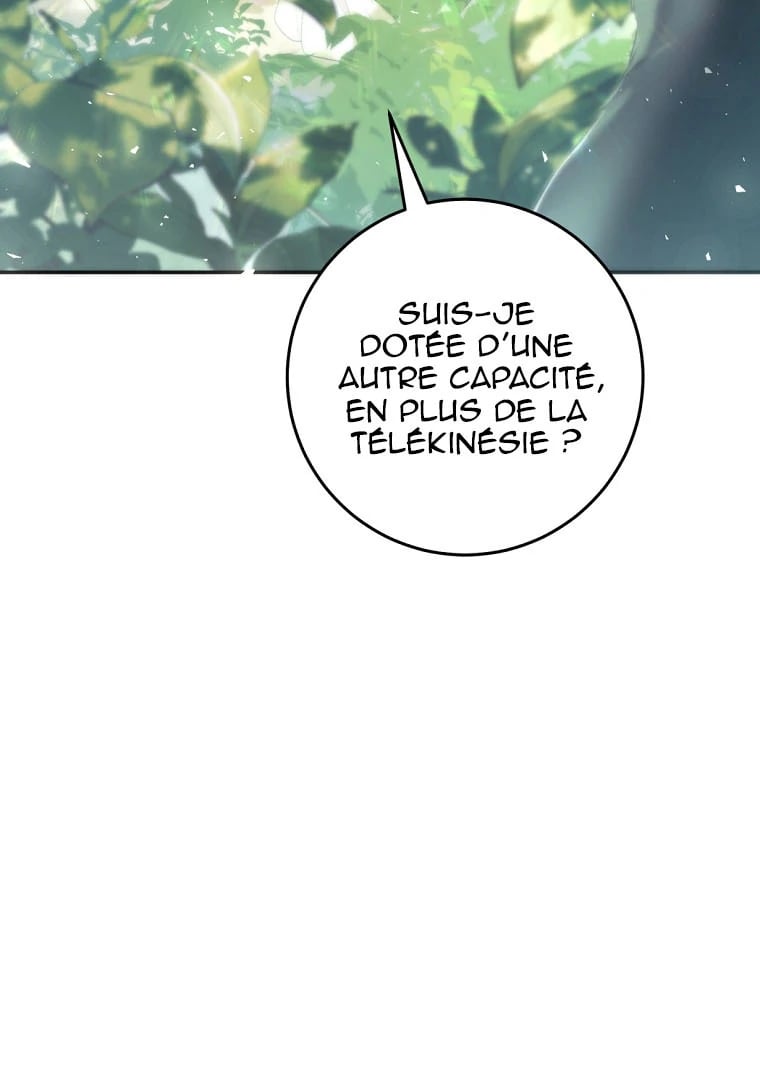 SUIS-JE
DOTÉE D'UNE
AUTRE CAPACITÉ,
EN PLUS DE LA
TÉLÉKINÉSIE ?